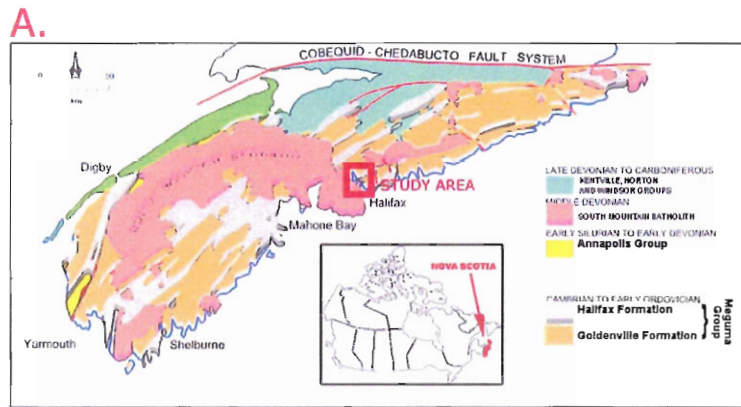 A.
COBEQUID - CHEDABUCTO FAULT SYSTEM
Digby
STUDY AREA
Halifax
Mahone Bay
Yarmouth
Shelburne
NOVA SCOTIA
LATE DEVONIAN TO CARBONIFEROUS
KENTVILLE, HORTON
AND WINDSOR GROUPS
MIDDLE DEVONIAN
SOUTH MOUNTAIN BATHOLITH
EARLY SILURIAN TO EARLY DEVONIAN
Annapolis Group
CAMBRIAN TO EARLY ORDOVICIAN
Halifax Formation
Goldenville Formation
Meguma
Group